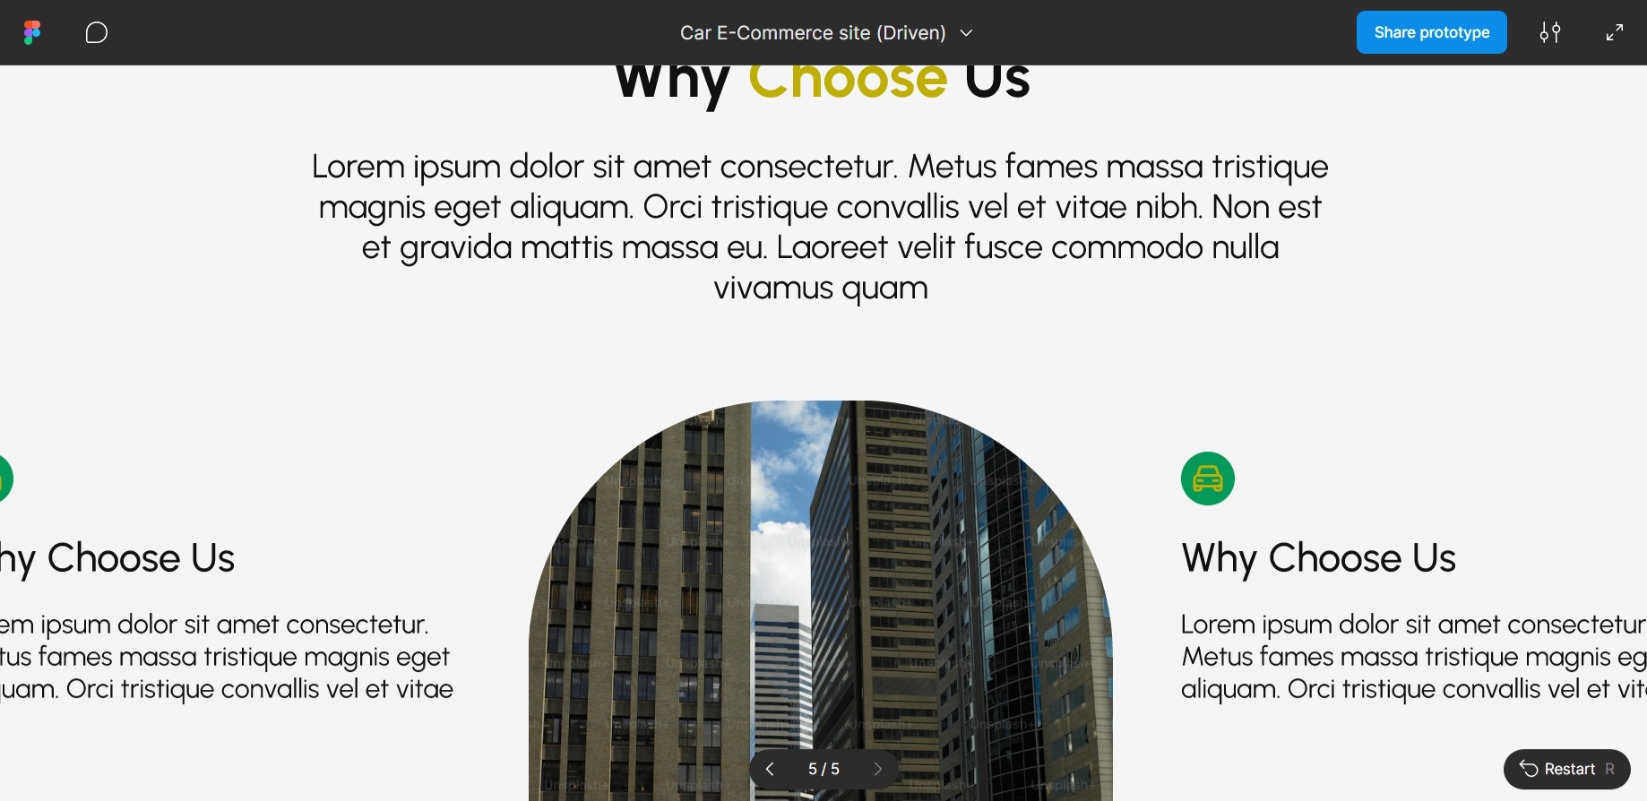 Car E-Commerce site (Driven)
Share prototype
Why Choose Us
Lorem ipsum dolor sit amet consectetur. Metus fames massa tristique
magnis eget aliquam. Orci tristique convallis vel et vitae nibh. Non est
et gravida mattis massa eu. Laoreet velit fusce commodo nulla
vivamus quam
hy Choose Us
em ipsum dolor sit amet consectetur.
tus fames massa tristique magnis eget
quam. Orci tristique convallis vel et vitae
Why Choose Us
Lorem ipsum dolor sit amet consectetur.
Metus fames massa tristique magnis eg
aliquam. Orci tristique convallis vel et vit
5 / 5
Restart R